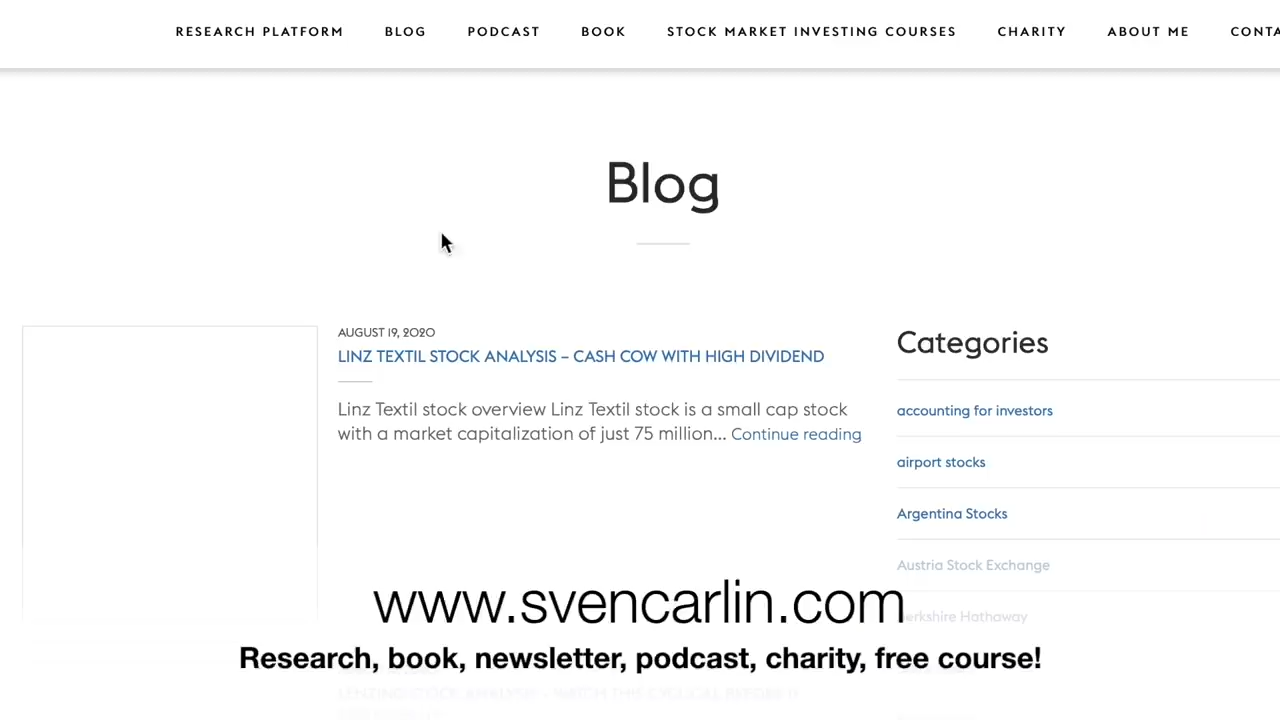 RESEARCH PLATFORM BLOG PODCAST BOOK STOCK MARKET INVESTING COURSES CHARITY ABOUT ME CONTA
Blog
AUGUST 19, 2020
LINZ TEXTIL STOCK ANALYSIS – CASH COW WITH HIGH DIVIDEND
Linz Textil stock overview Linz Textil stock is a small cap stock
with a market capitalization of just 75 million... Continue reading
Categories
accounting for investors
airport stocks
Argentina Stocks
Austria Stock Exchange
erkshire Hathaway
www.svencarlin.com
Research, book, newsletter, podcast, charity, free course!